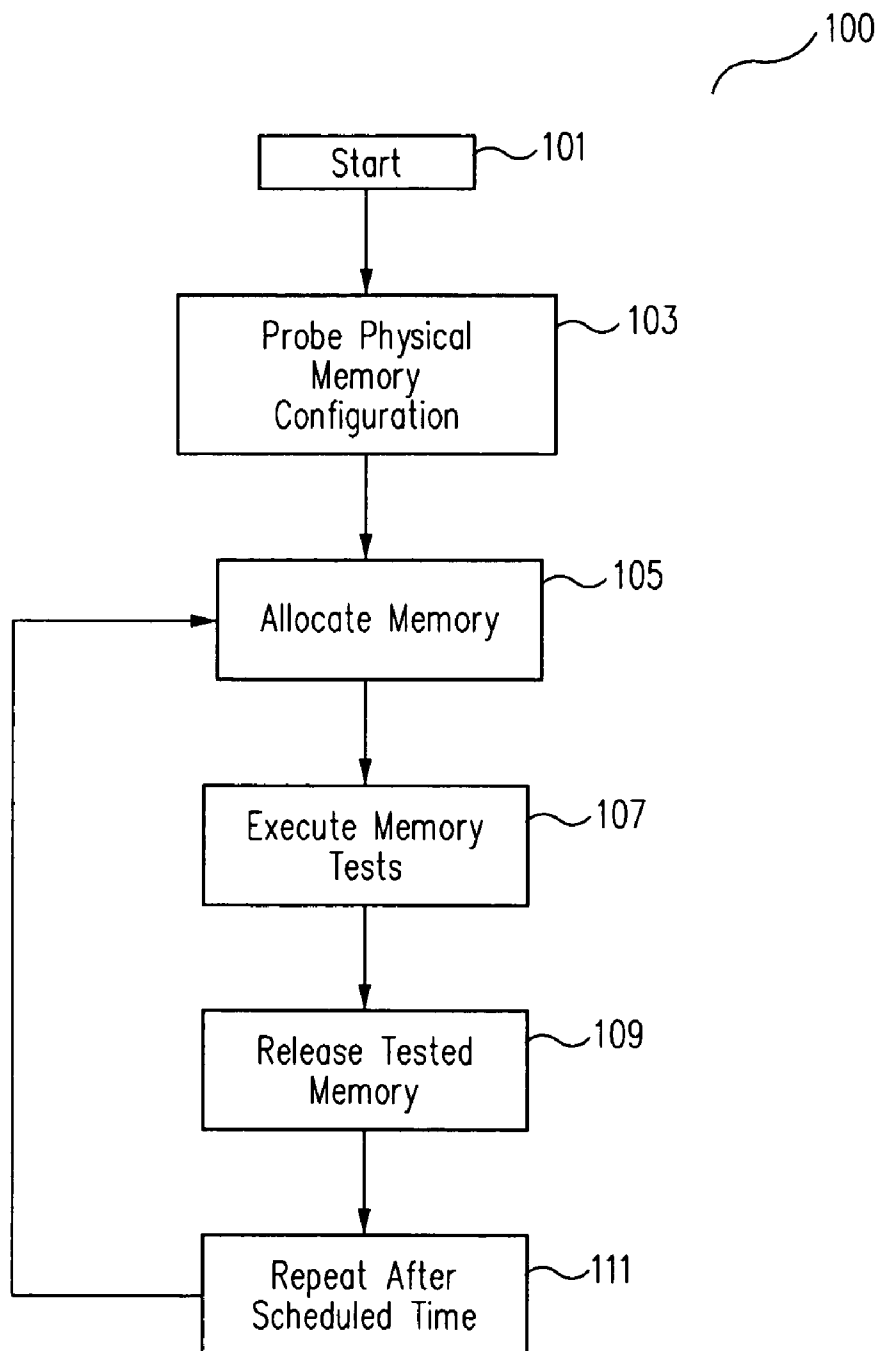 100
Start
101
Probe Physical
Memory
Configuration
103
Allocate Memory
105
Execute Memory
Tests
107
Release Tested
Memory
109
Repeat After
Scheduled Time
111